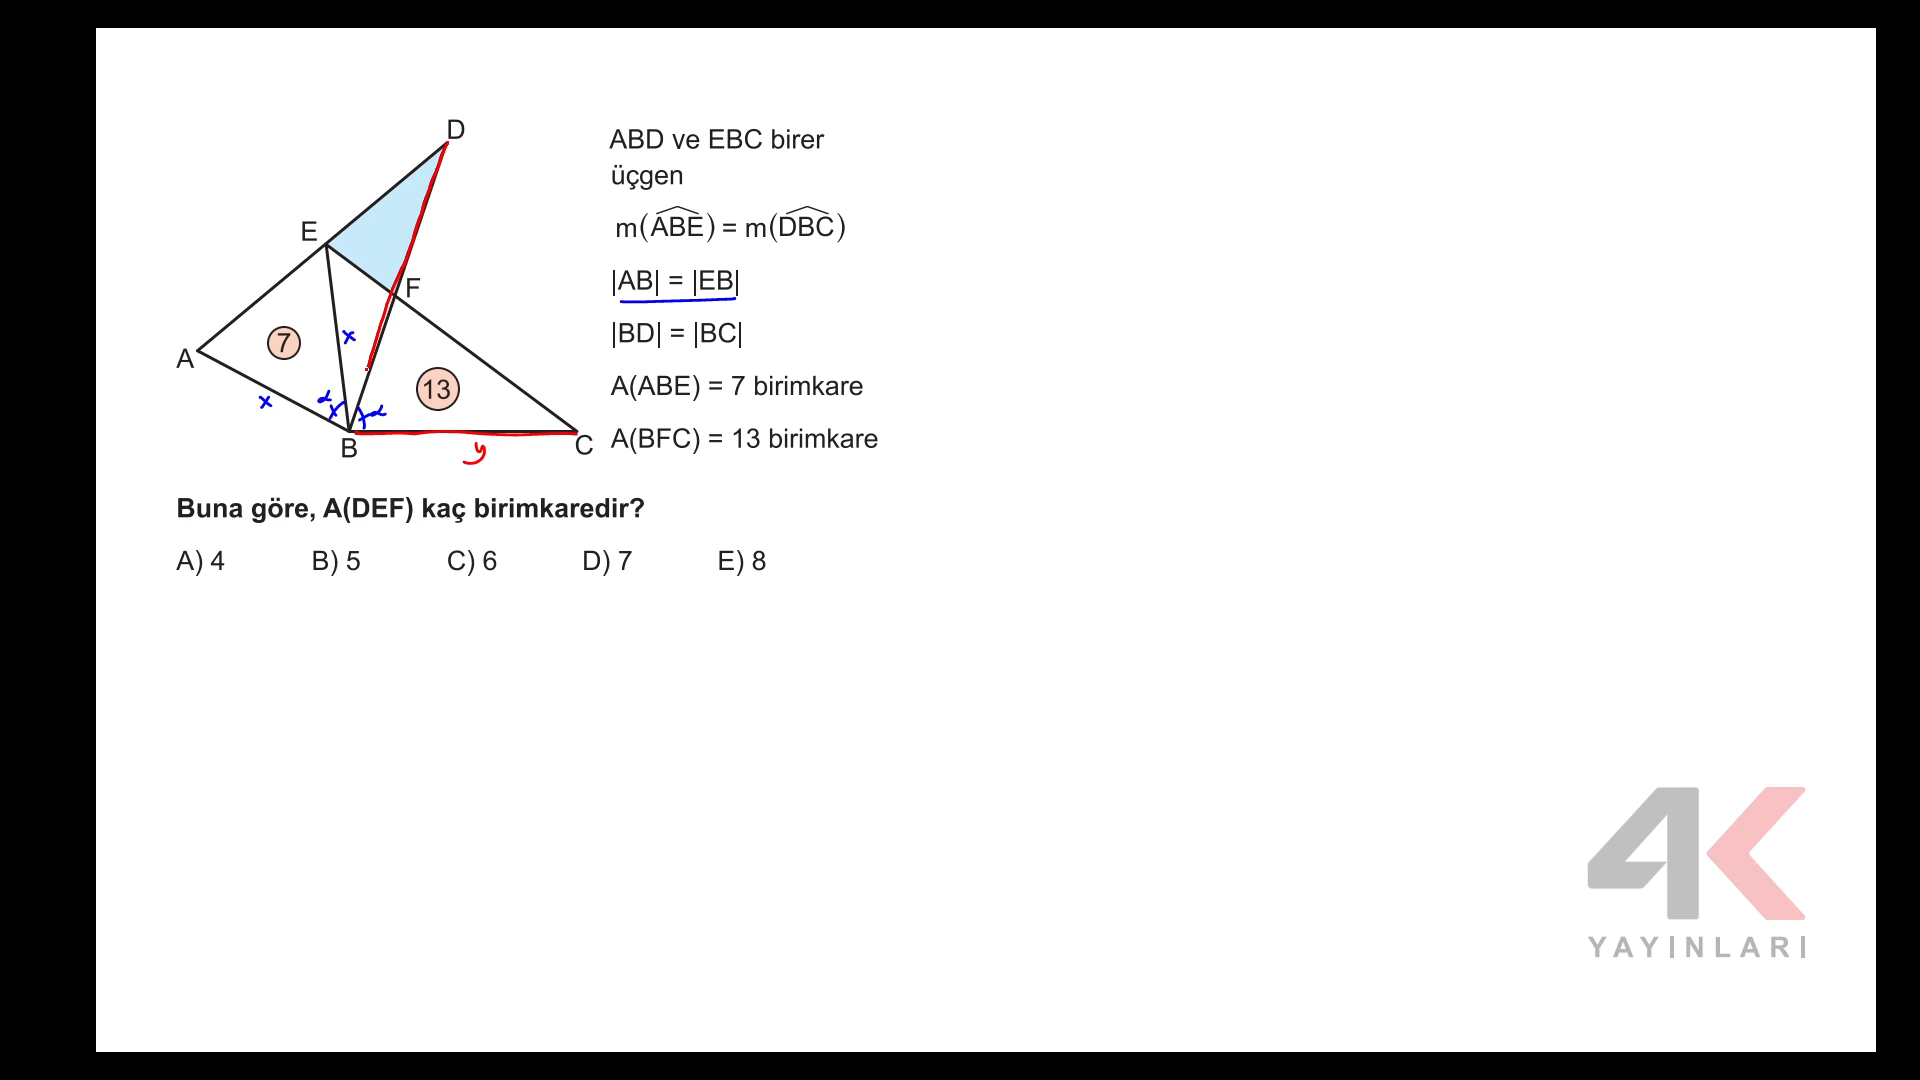 D
E
F
A
7
x
13
x
α
α
B
C
y
ABD ve EBC birer
üçgen
m(ABE) = m(DBC)
|AB| = |EB|
|BD| = |BC|
A(ABE) = 7 birimkare
A(BFC) = 13 birimkare
Buna göre, A(DEF) kaç birimkaredir?
A) 4 B) 5 C) 6 D) 7 E) 8
4K
YAYINLARI